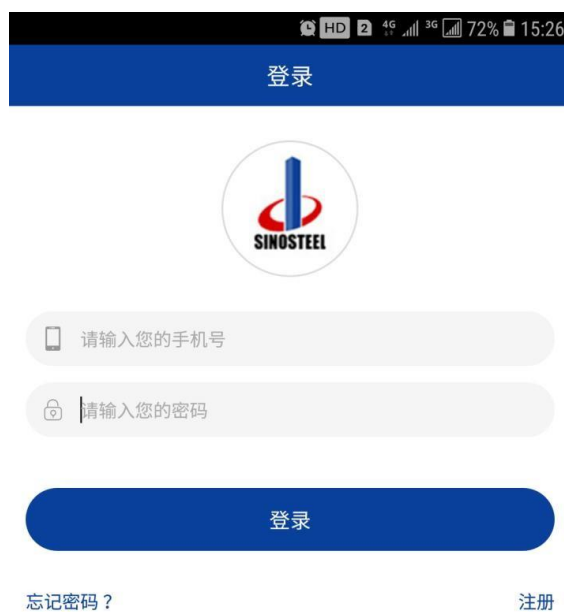 HD 2 4G 3G 72% 15:26
登录
SINOSTEEL
请输入您的手机号
请输入您的密码
登录
忘记密码？ 注册